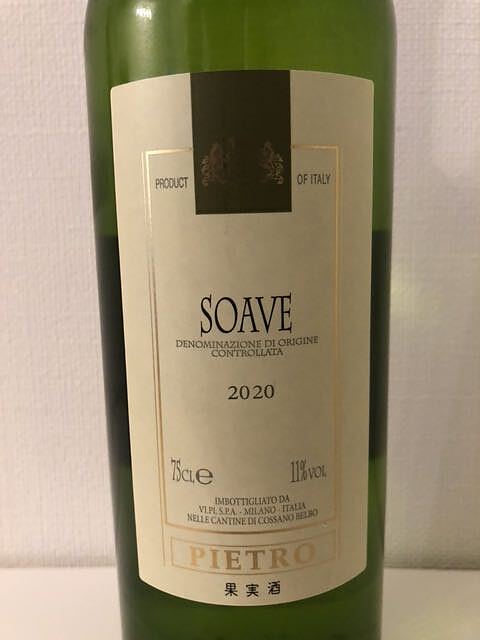 PRODUCT OF ITALY
SOAVE
DENOMINAZIONE DI ORIGINE
CONTROLLATA
2020
75CL e 11% VOL
IMBOTTIGLIATO DA
VI.PI. S.P.A. - MILANO - ITALIA
NELLE CANTINE DI COSSANO BELBO
PIETRO
果実酒